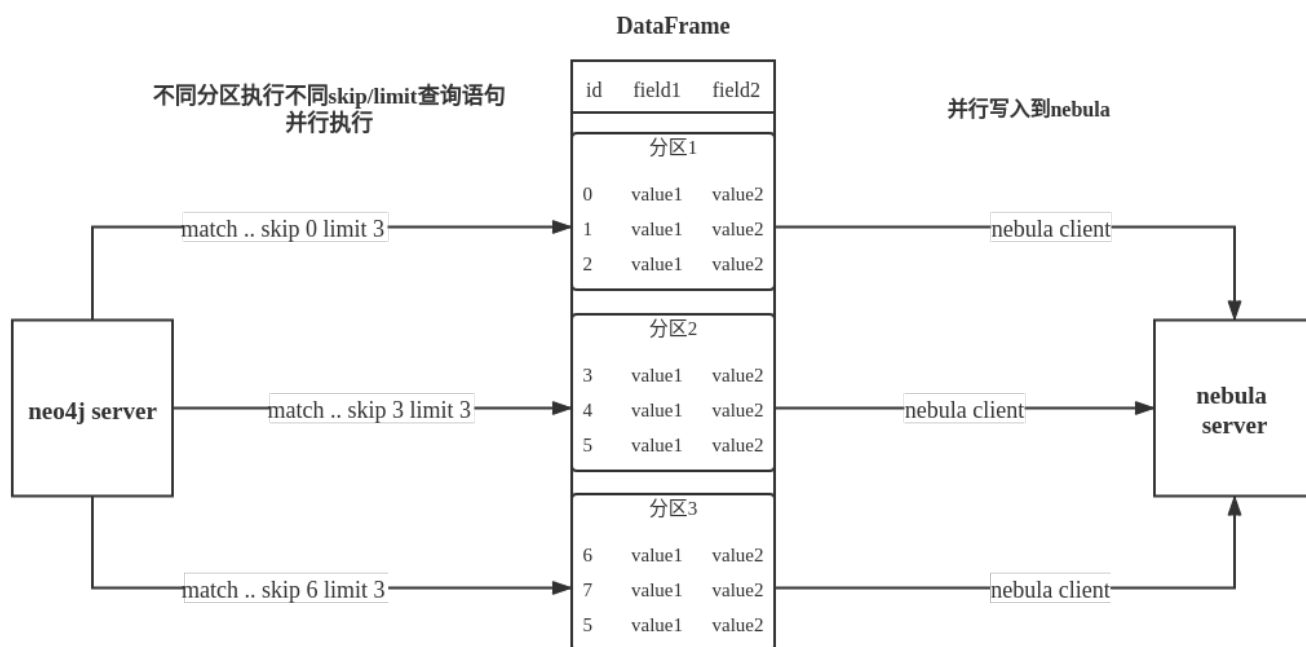 DataFrame
不同分区执行不同skip/limit查询语句
并行执行
id field1 field2
并行写入到nebula
分区1
0 value1 value2
match .. skip 0 limit 3
1 value1 value2
nebula client
2 value1 value2
neo4j server
分区2
3 value1 value2
match .. skip 3 limit 3
4 value1 value2
nebula client
5 value1 value2
nebula
server
分区3
6 value1 value2
match .. skip 6 limit 3
7 value1 value2
nebula client
5 value1 value2